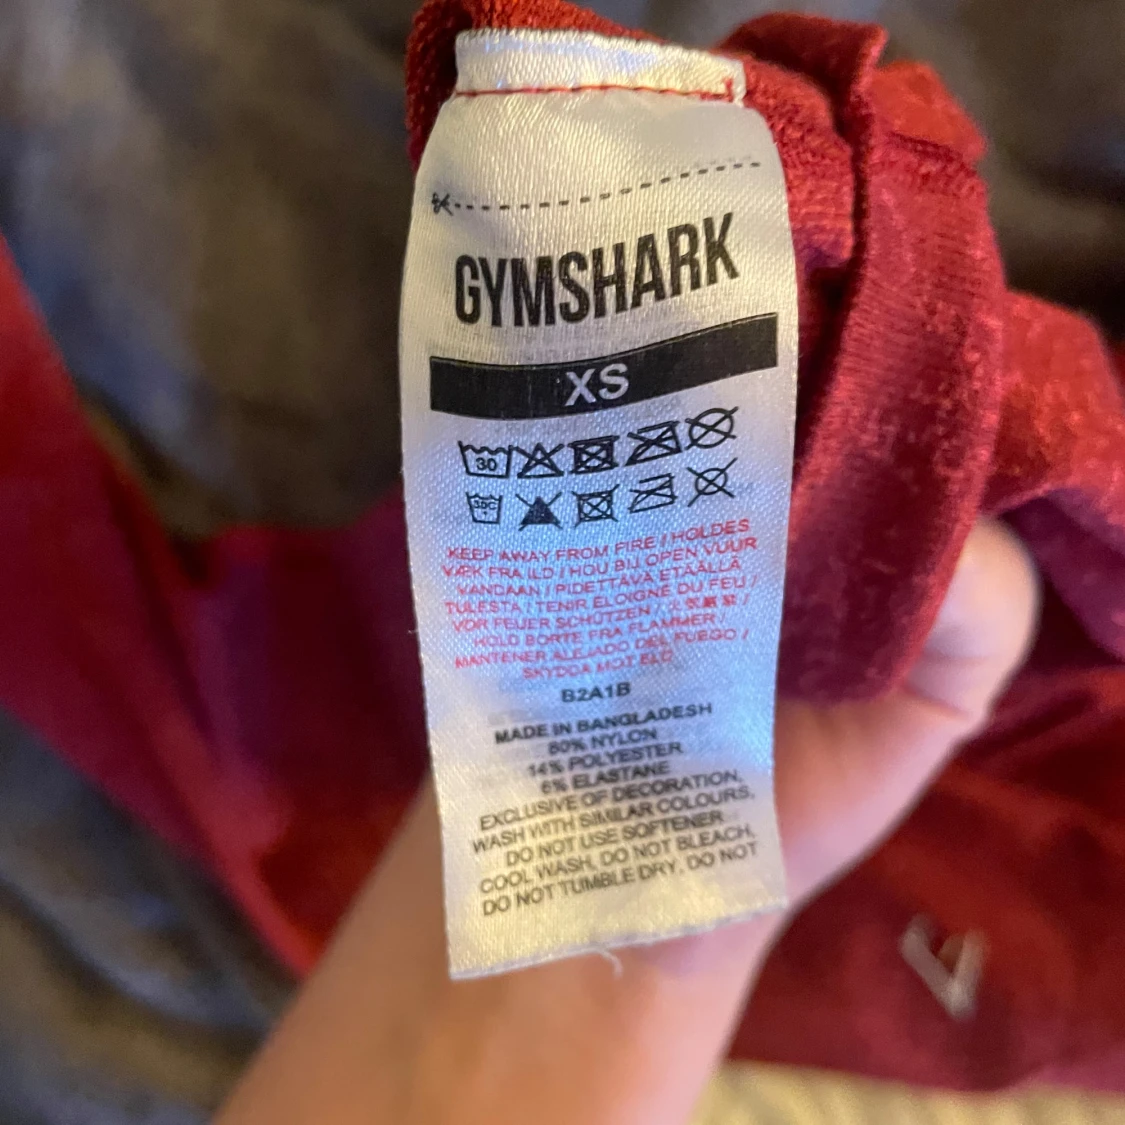 GYMSHARK
XS
30
30C
KEEP AWAY FROM FIRE / HOLDES
VÆK FRA ILD / HOU BIJ OPEN VUUR
VANDAAN / PIDETTÄVÄ ETÄÄLLÄ
TULESTA / TENIR ÉLOIGNÉ DU FEU /
VOR FEUER SCHÜTZEN / /
HOLD BORTE FRA FLAMMER /
MANTENER ALEJADO DEL FUEGO /
SKYDDA MOT ELD
B2A1B
MADE IN BANGLADESH
80% NYLON
14% POLYESTER
6% ELASTANE
EXCLUSIVE OF DECORATION.
WASH WITH SIMILAR COLOURS,
DO NOT USE SOFTENER
COOL WASH, DO NOT BLEACH,
DO NOT TUMBLE DRY, DO NOT